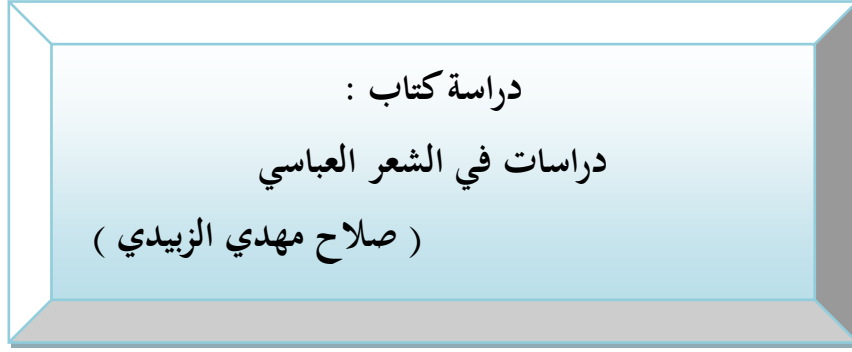 دراسة كتاب :
دراسات في الشعر العباسي
( صلاح مهدي الزبيدي )